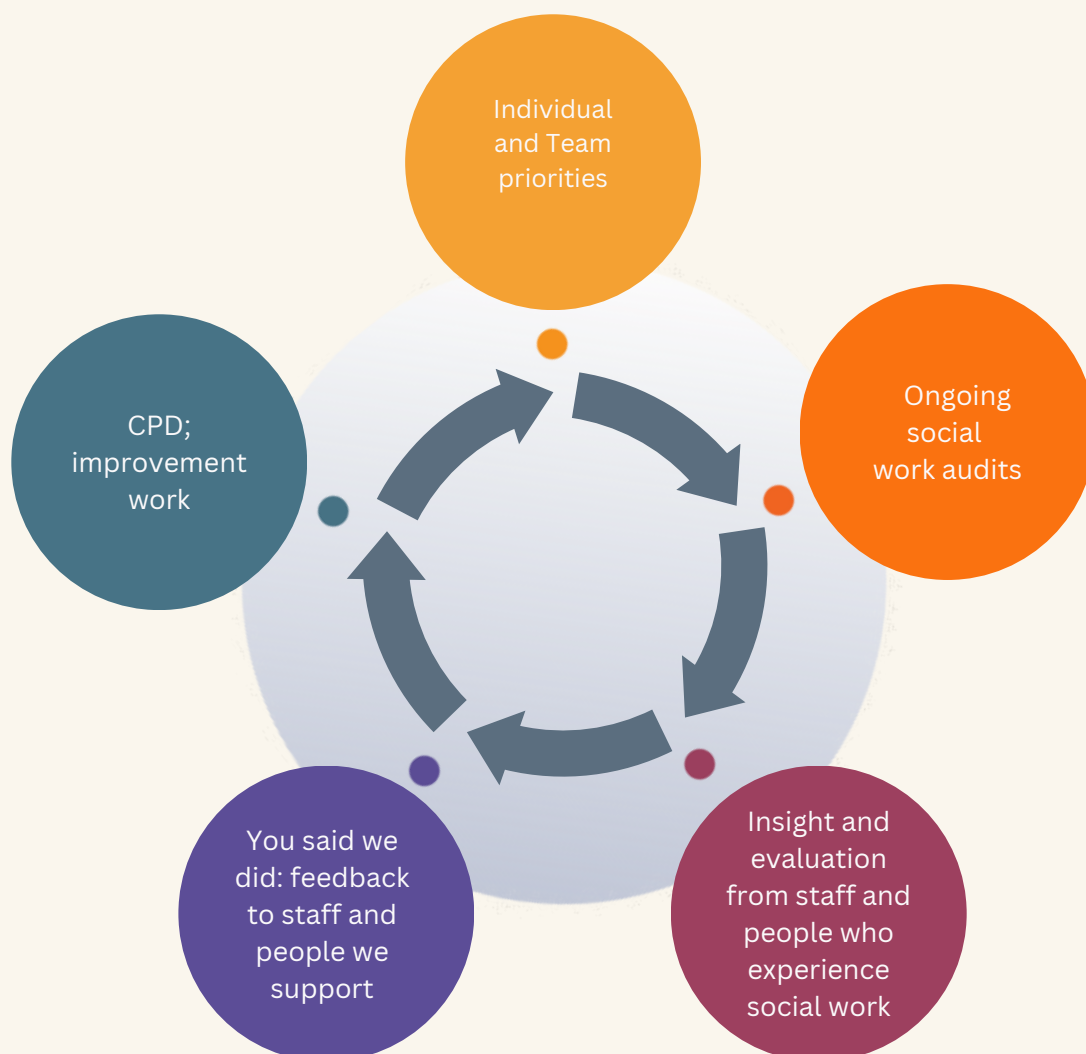 Individual
and Team
priorities
Ongoing
social
work audits
Insight and
evaluation
from staff and
people who
experience
social work
You said we
did: feedback
to staff and
people we
support
CPD;
improvement
work